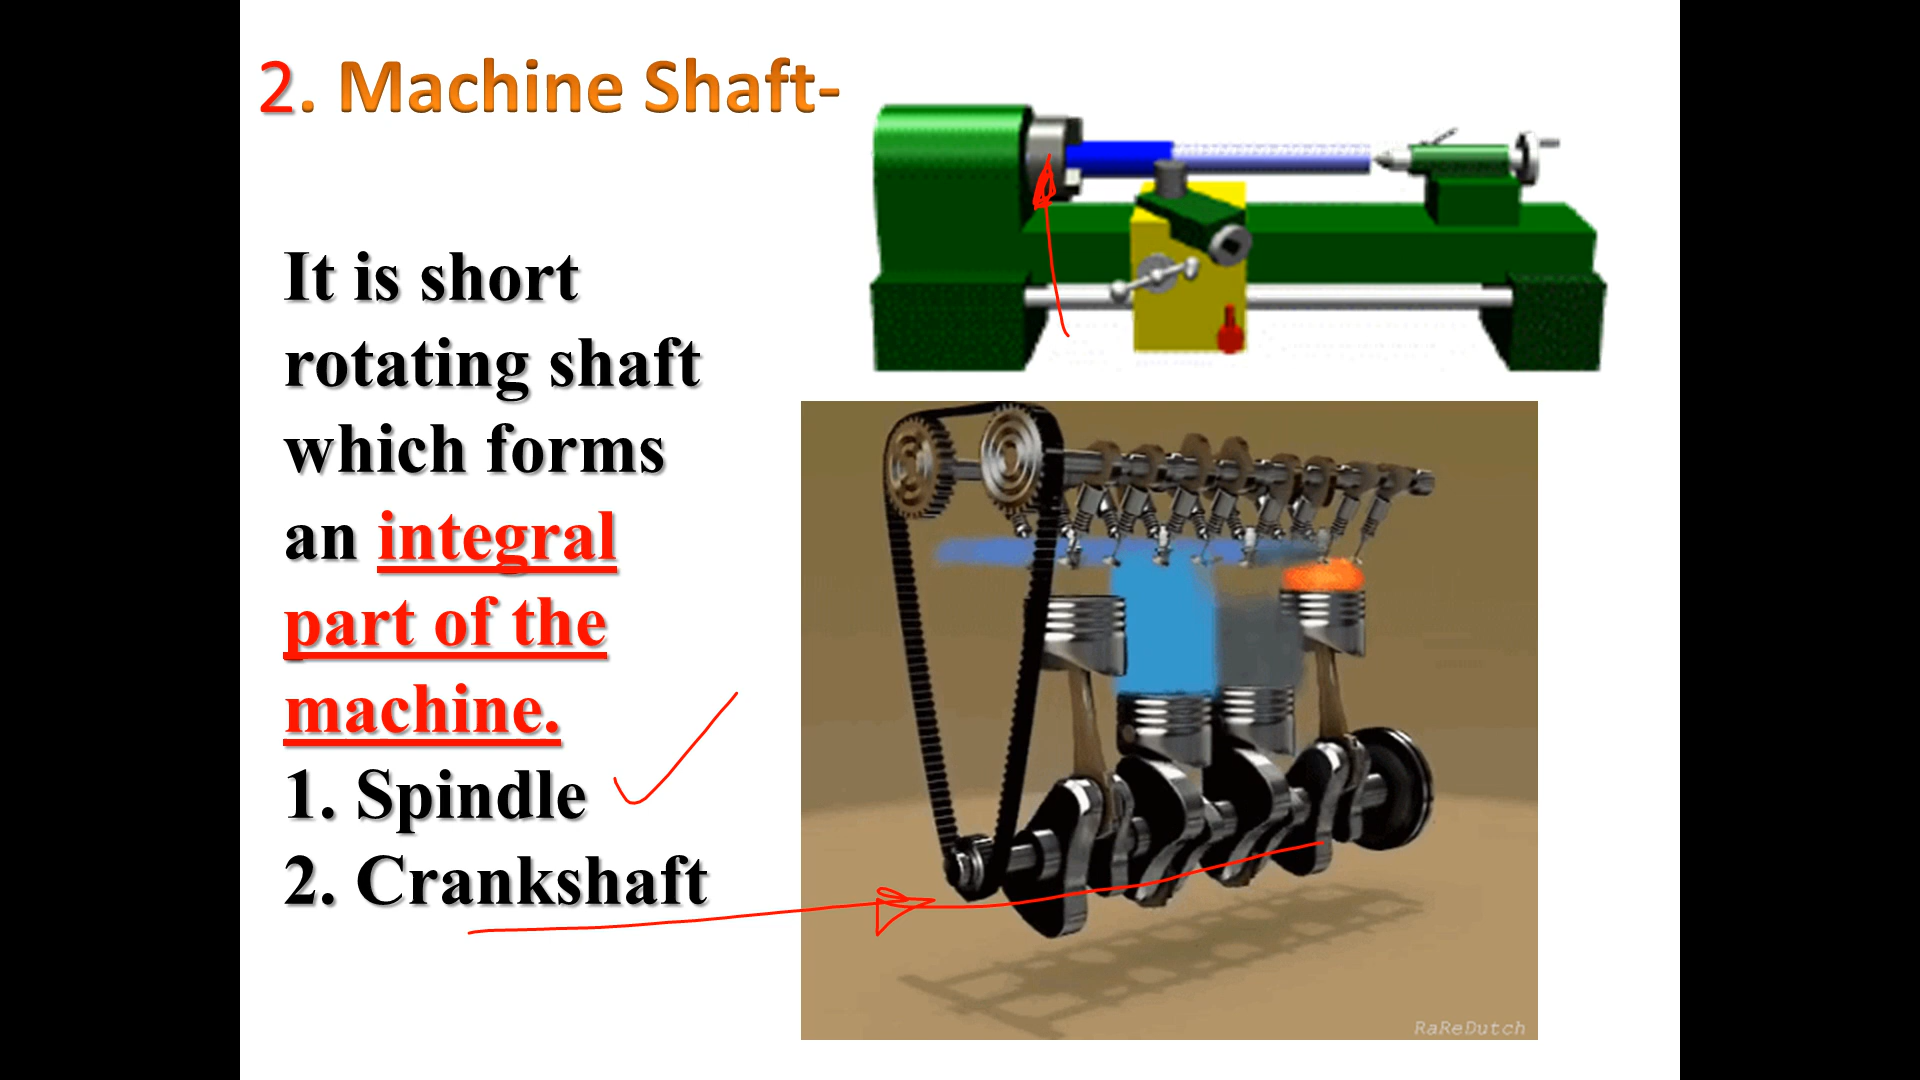 2. Machine Shaft-
It is short
rotating shaft
which forms
an integral
part of the
machine.
1. Spindle
2. Crankshaft
RaReDutch